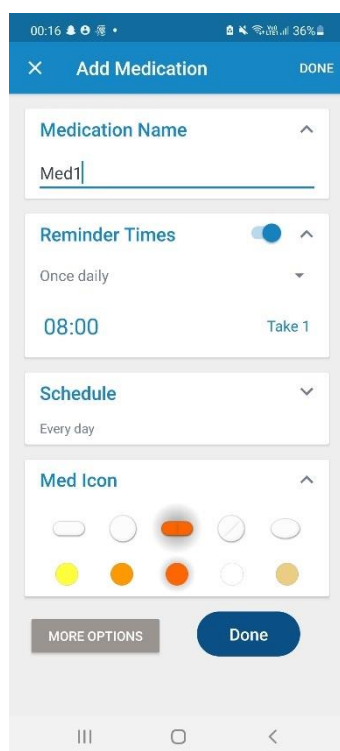 00:16 36%
Add Medication DONE
Medication Name
Med1
Reminder Times
Once daily
08:00 Take 1
Schedule
Every day
Med Icon
MORE OPTIONS Done